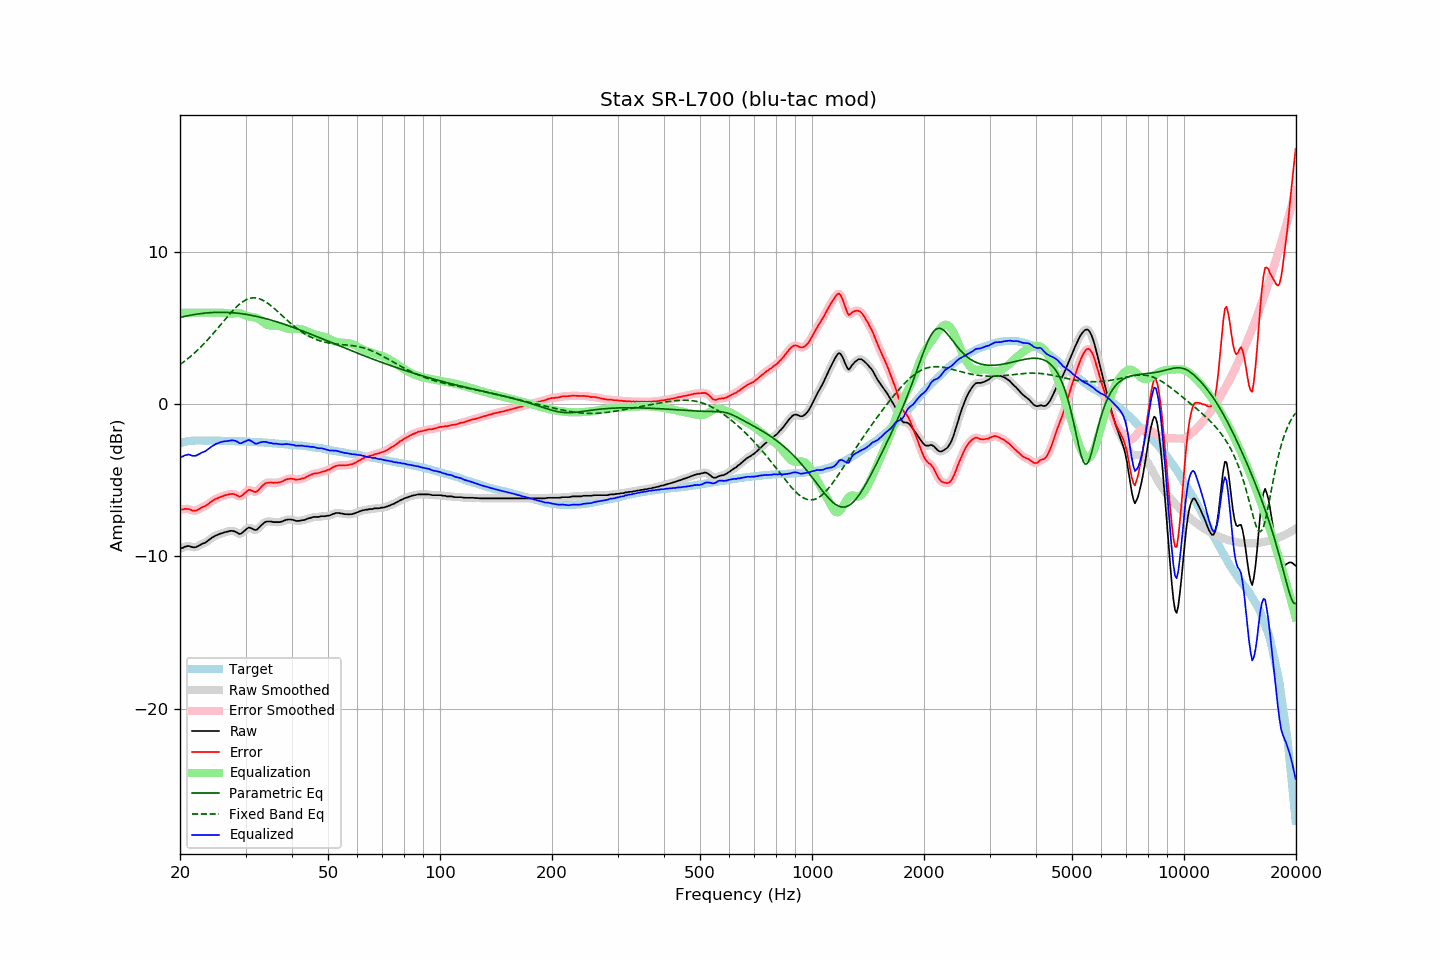 Stax SR-L700 (blu-tac mod)
Amplitude (dBr)
10
0
−10
−20
Target
Raw Smoothed
Error Smoothed
Raw
Error
Equalization
Parametric Eq
Fixed Band Eq
Equalized
20 50 100 200 500 1000 2000 5000 10000 20000
Frequency (Hz)